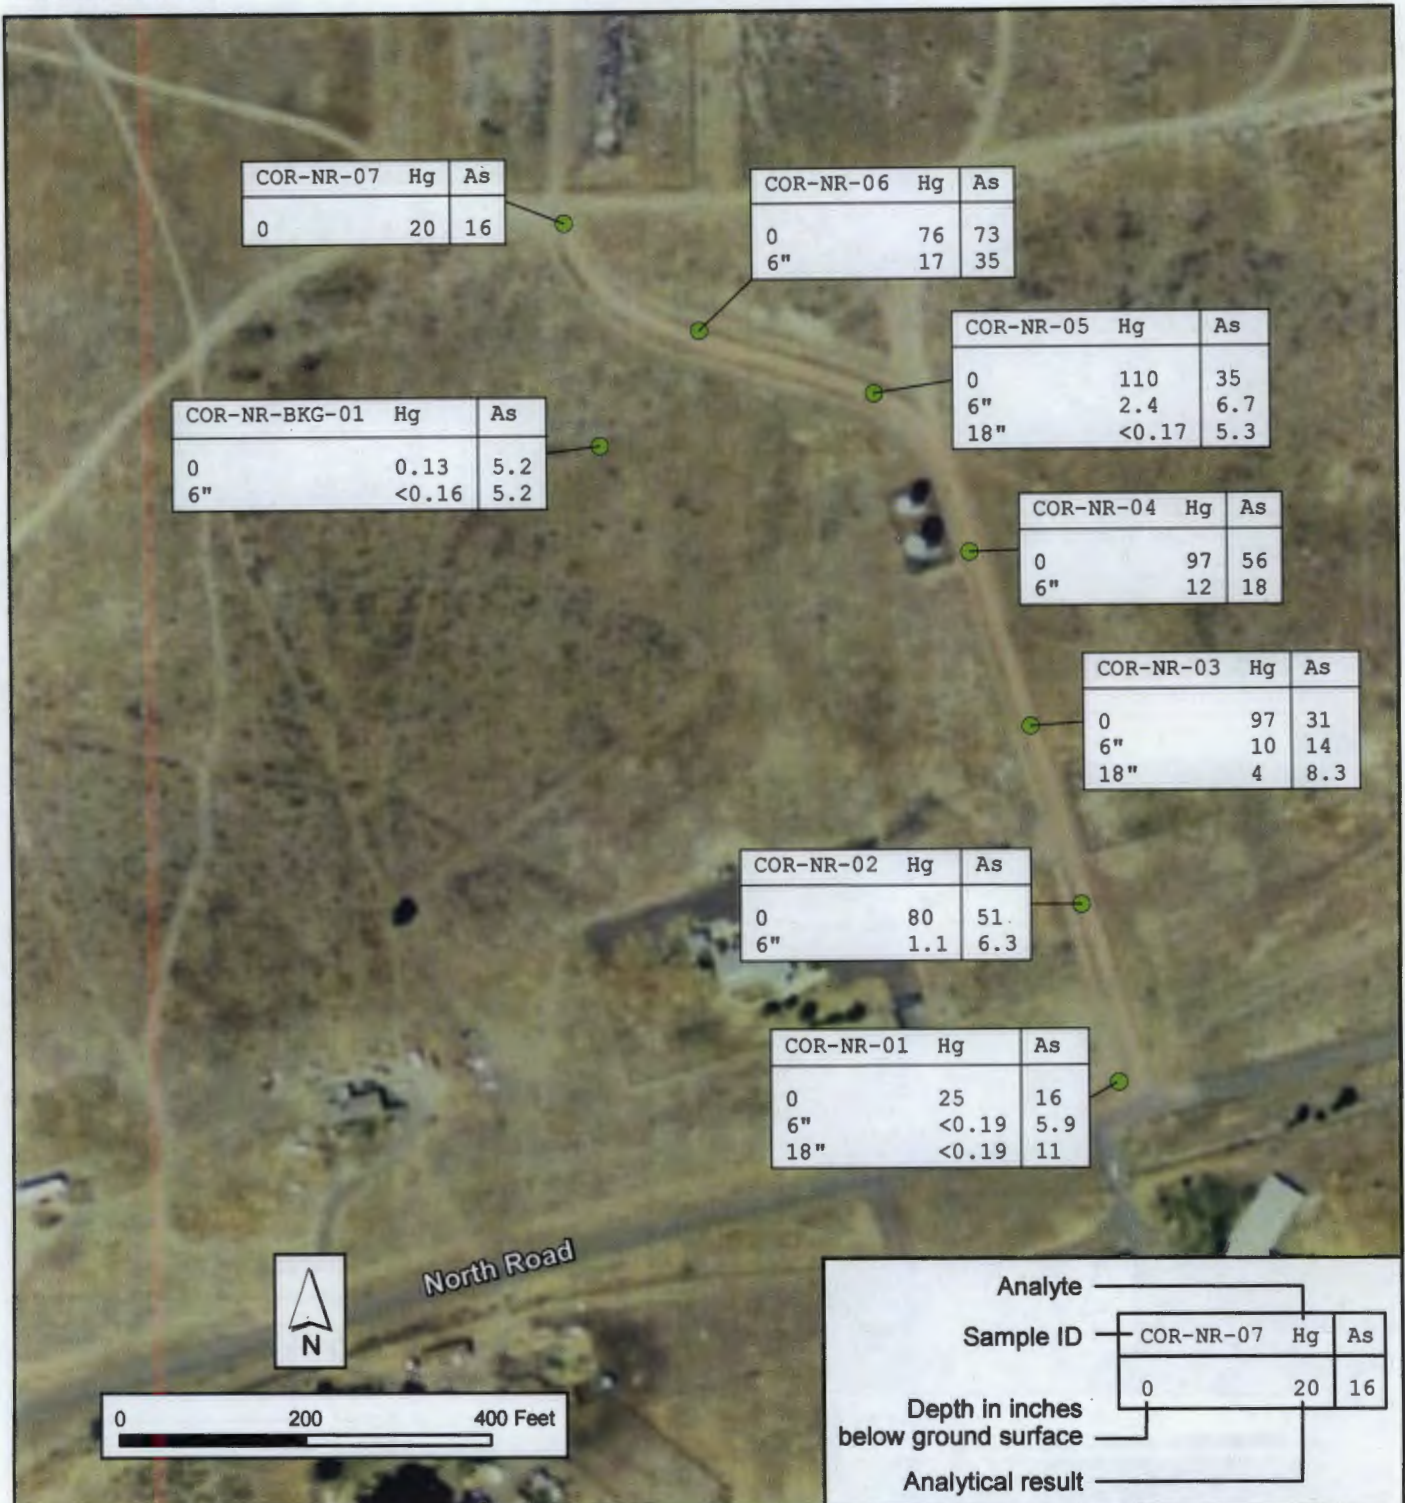 COR-NR-07 Hg As
0 20 16
COR-NR-06 Hg As
0 76 73
6" 17 35
COR-NR-05 Hg As
0 110 35
6" 2.4 6.7
18" <0.17 5.3
COR-NR-BKG-01 Hg As
0 0.13 5.2
6" <0.16 5.2
COR-NR-04 Hg As
0 97 56
6" 12 18
COR-NR-03 Hg As
0 97 31
6" 10 14
18" 4 8.3
COR-NR-02 Hg As
0 80 51
6" 1.1 6.3
COR-NR-01 Hg As
0 25 16
6" <0.19 5.9
18" <0.19 11
North Road
N
0 200 400 Feet
Analyte
Sample ID
COR-NR-07 Hg As
0 20 16
Depth in inches
below ground surface
Analytical result